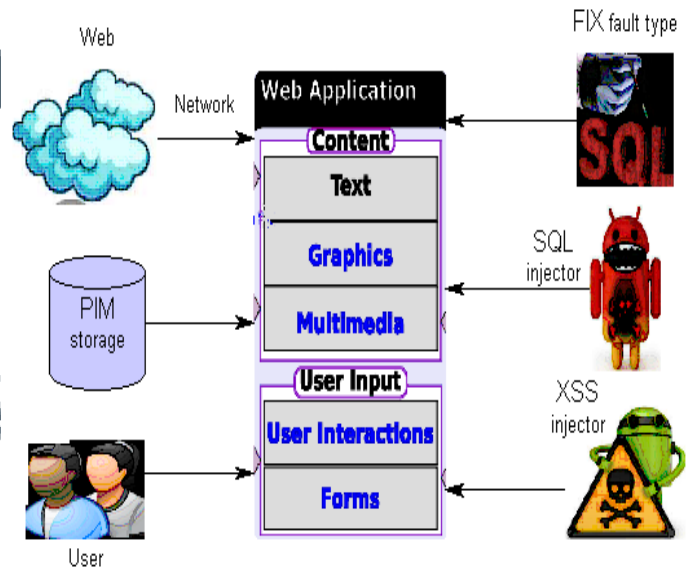 Web
Network
PIM
storage
User
Web Application
Content
Text
Graphics
Multimedia
User Input
User Interactions
Forms
FIX fault type
SQL
SQL
injector
XSS
injector